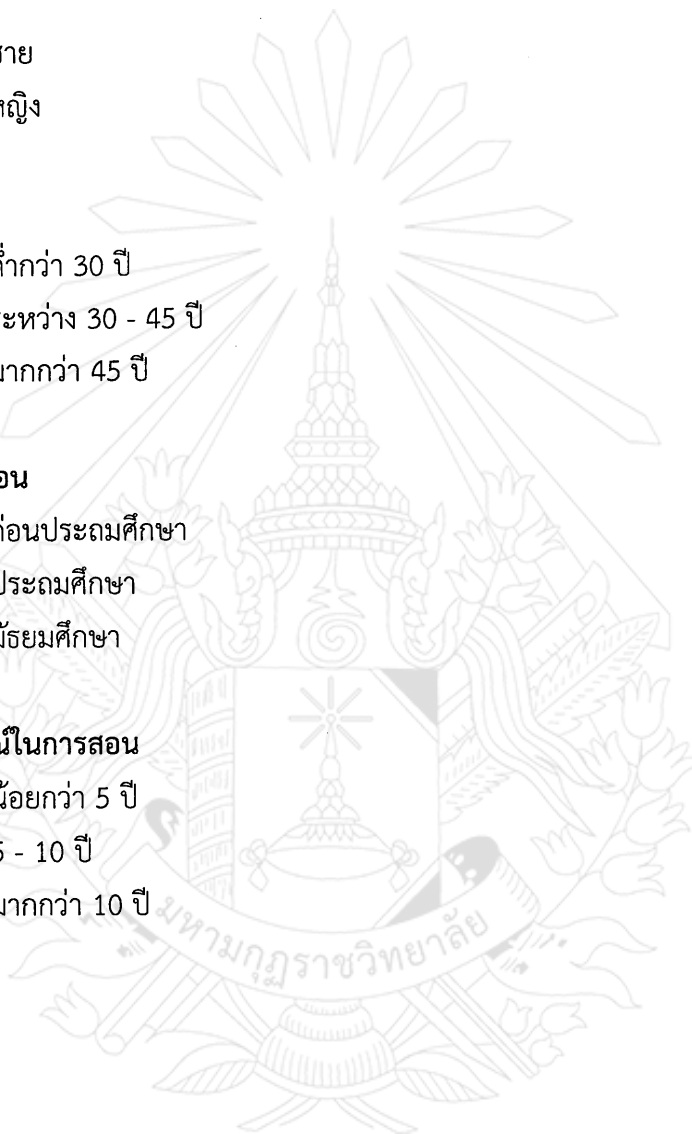 ชาย
หญิง
ต่ำกว่า 30 ปี
ระหว่าง 30 - 45 ปี
มากกว่า 45 ปี
อน
ก่อนประถมศึกษา
ประถมศึกษา
มัธยมศึกษา
ณ์ในการสอน
น้อยกว่า 5 ปี
5 - 10 ปี
มากกว่า 10 ปี
มหามกุฏราชวิทยาลัย